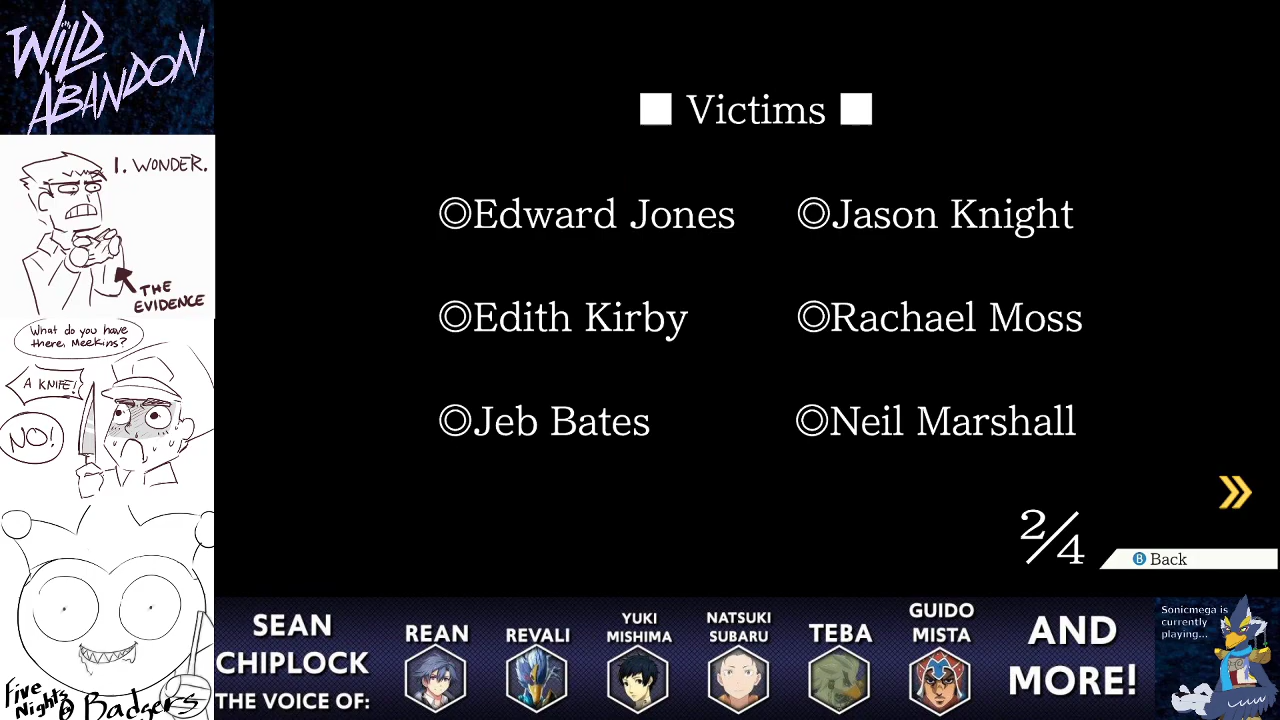 WILD
ABANDON
I. WONDER.
THE
EVIDENCE
What do you have
there, Meekins?
A KNIFE!
NO!
Five
Nights
@ Badgers
■ Victims ■
◎Edward Jones
◎Jason Knight
◎Edith Kirby
◎Rachael Moss
◎Jeb Bates
◎Neil Marshall
2/4
B Back
SEAN
CHIPLOCK
THE VOICE OF:
REAN
REVALI
YUKI
MISHIMA
NATSUKI
SUBARU
TEBA
GUIDO
MISTA
AND
MORE!
Sonicmega is
currently
playing...